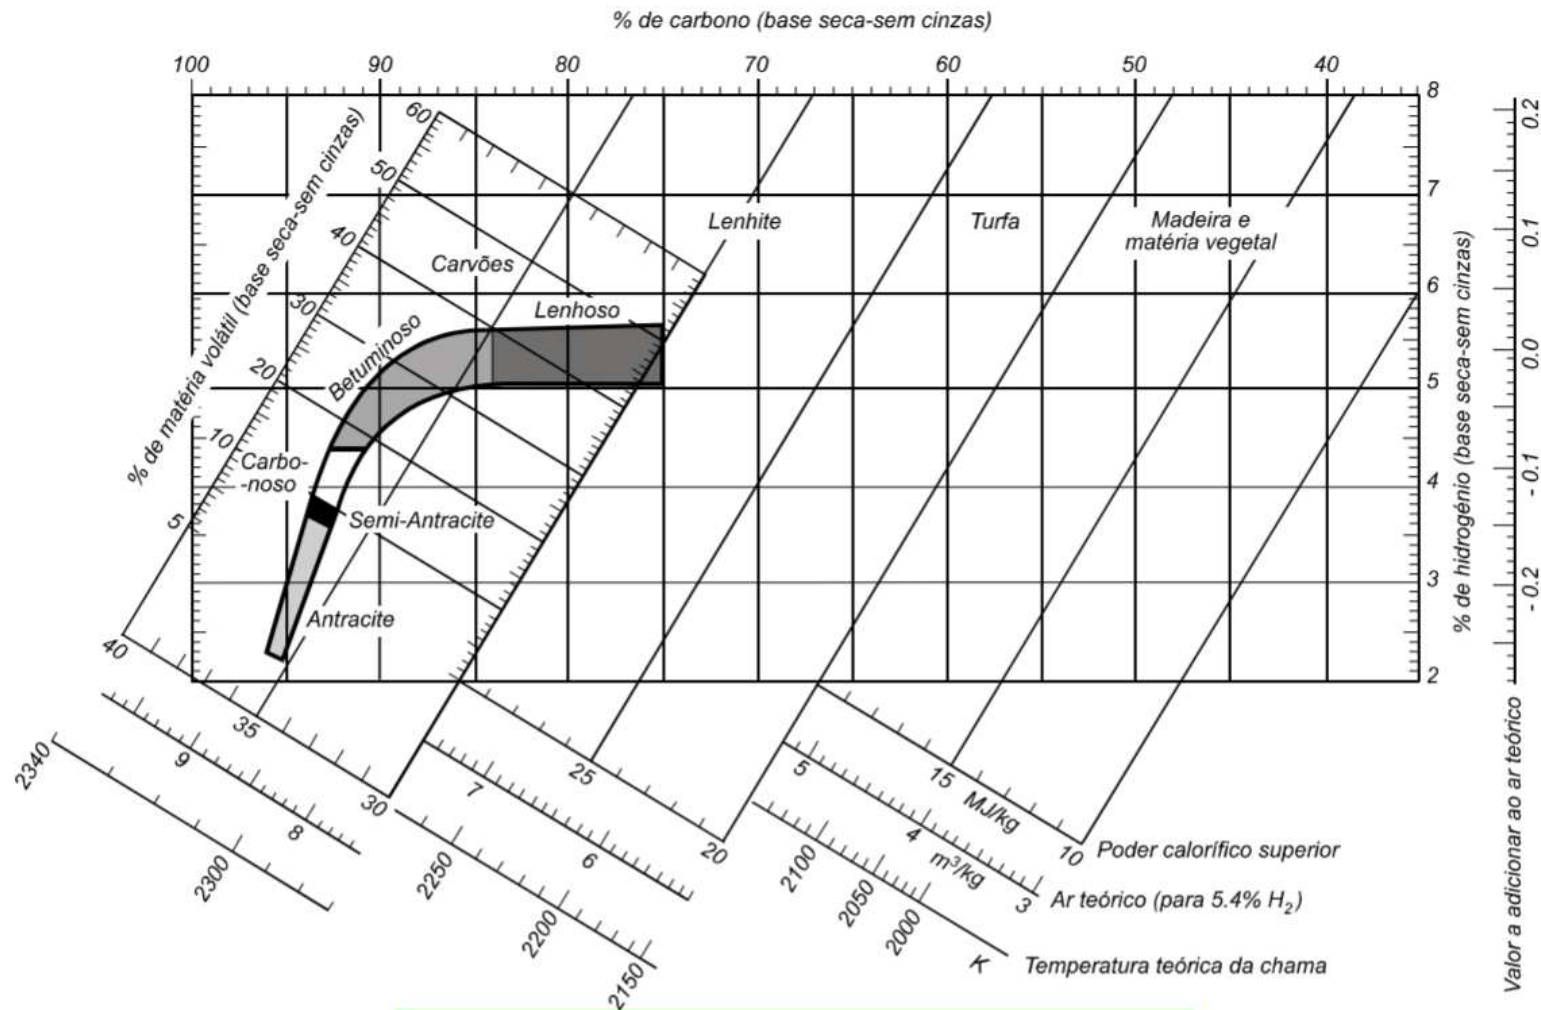 % de carbono (base seca-sem cinzas)
100 90 80 70 60 50 40
% de matéria volátil (base seca-sem cinzas)
60
50
40
30
20
10
5
Carvões
Lenhoso
Betuminoso
Carbo-
-noso
Semi-Antracite
Antracite
Lenhite
Turfa
Madeira e
matéria vegetal
8
7
6
5
4
3
2
% de hidrogénio (base seca-sem cinzas)
0.2
0.1
0.0
- 0.1
- 0.2
Valor a adicionar ao ar teórico
40 35 30 25 20 15 10
MJ/kg
Poder calorífico superior
9 8 7 6 5 4 3
m³/kg
Ar teórico (para 5.4% H₂)
2340 2300 2250 2200 2150 2100 2050 2000
K
Temperatura teórica da chama